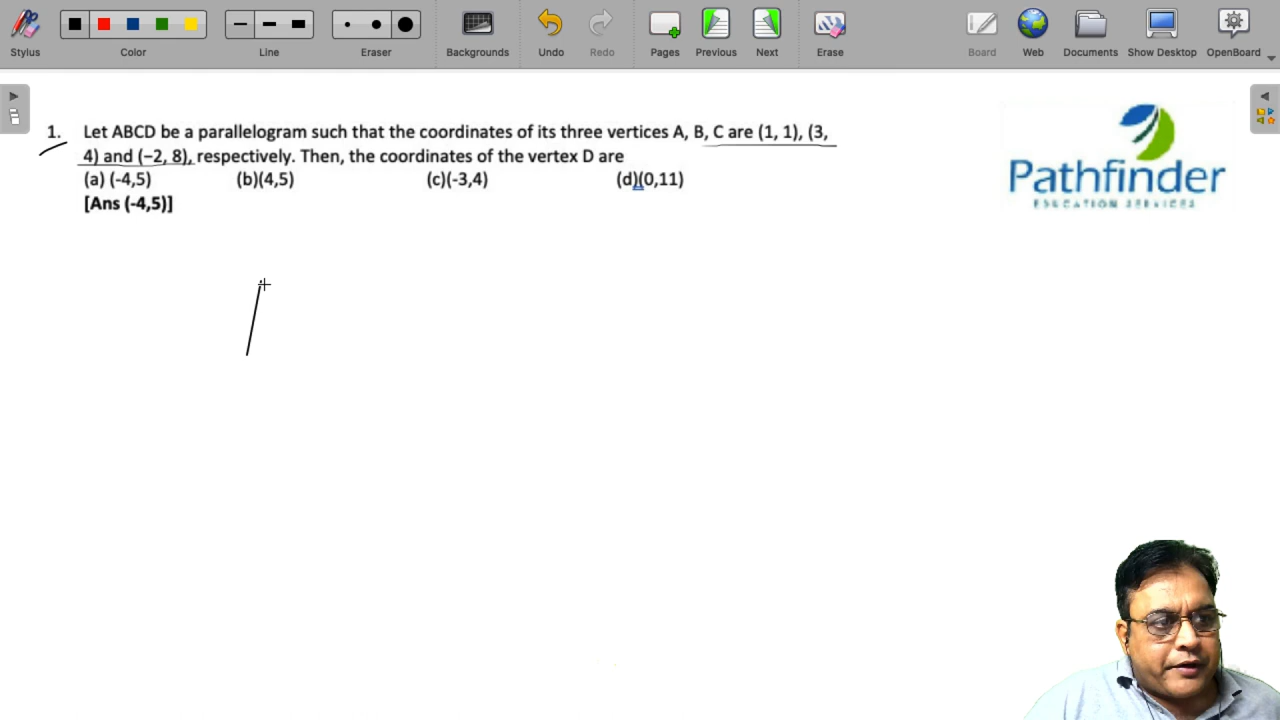 Stylus Color Line Eraser Backgrounds Undo Redo Pages Previous Next Erase Board Web Documents Show Desktop OpenBoard
1. Let ABCD be a parallelogram such that the coordinates of its three vertices A, B, C are (1, 1), (3,
4) and (−2, 8), respectively. Then, the coordinates of the vertex D are
(a) (-4,5) (b)(4,5) (c)(-3,4) (d)(0,11)
[Ans (-4,5)]
Pathfinder
EDUCATION SERVICES